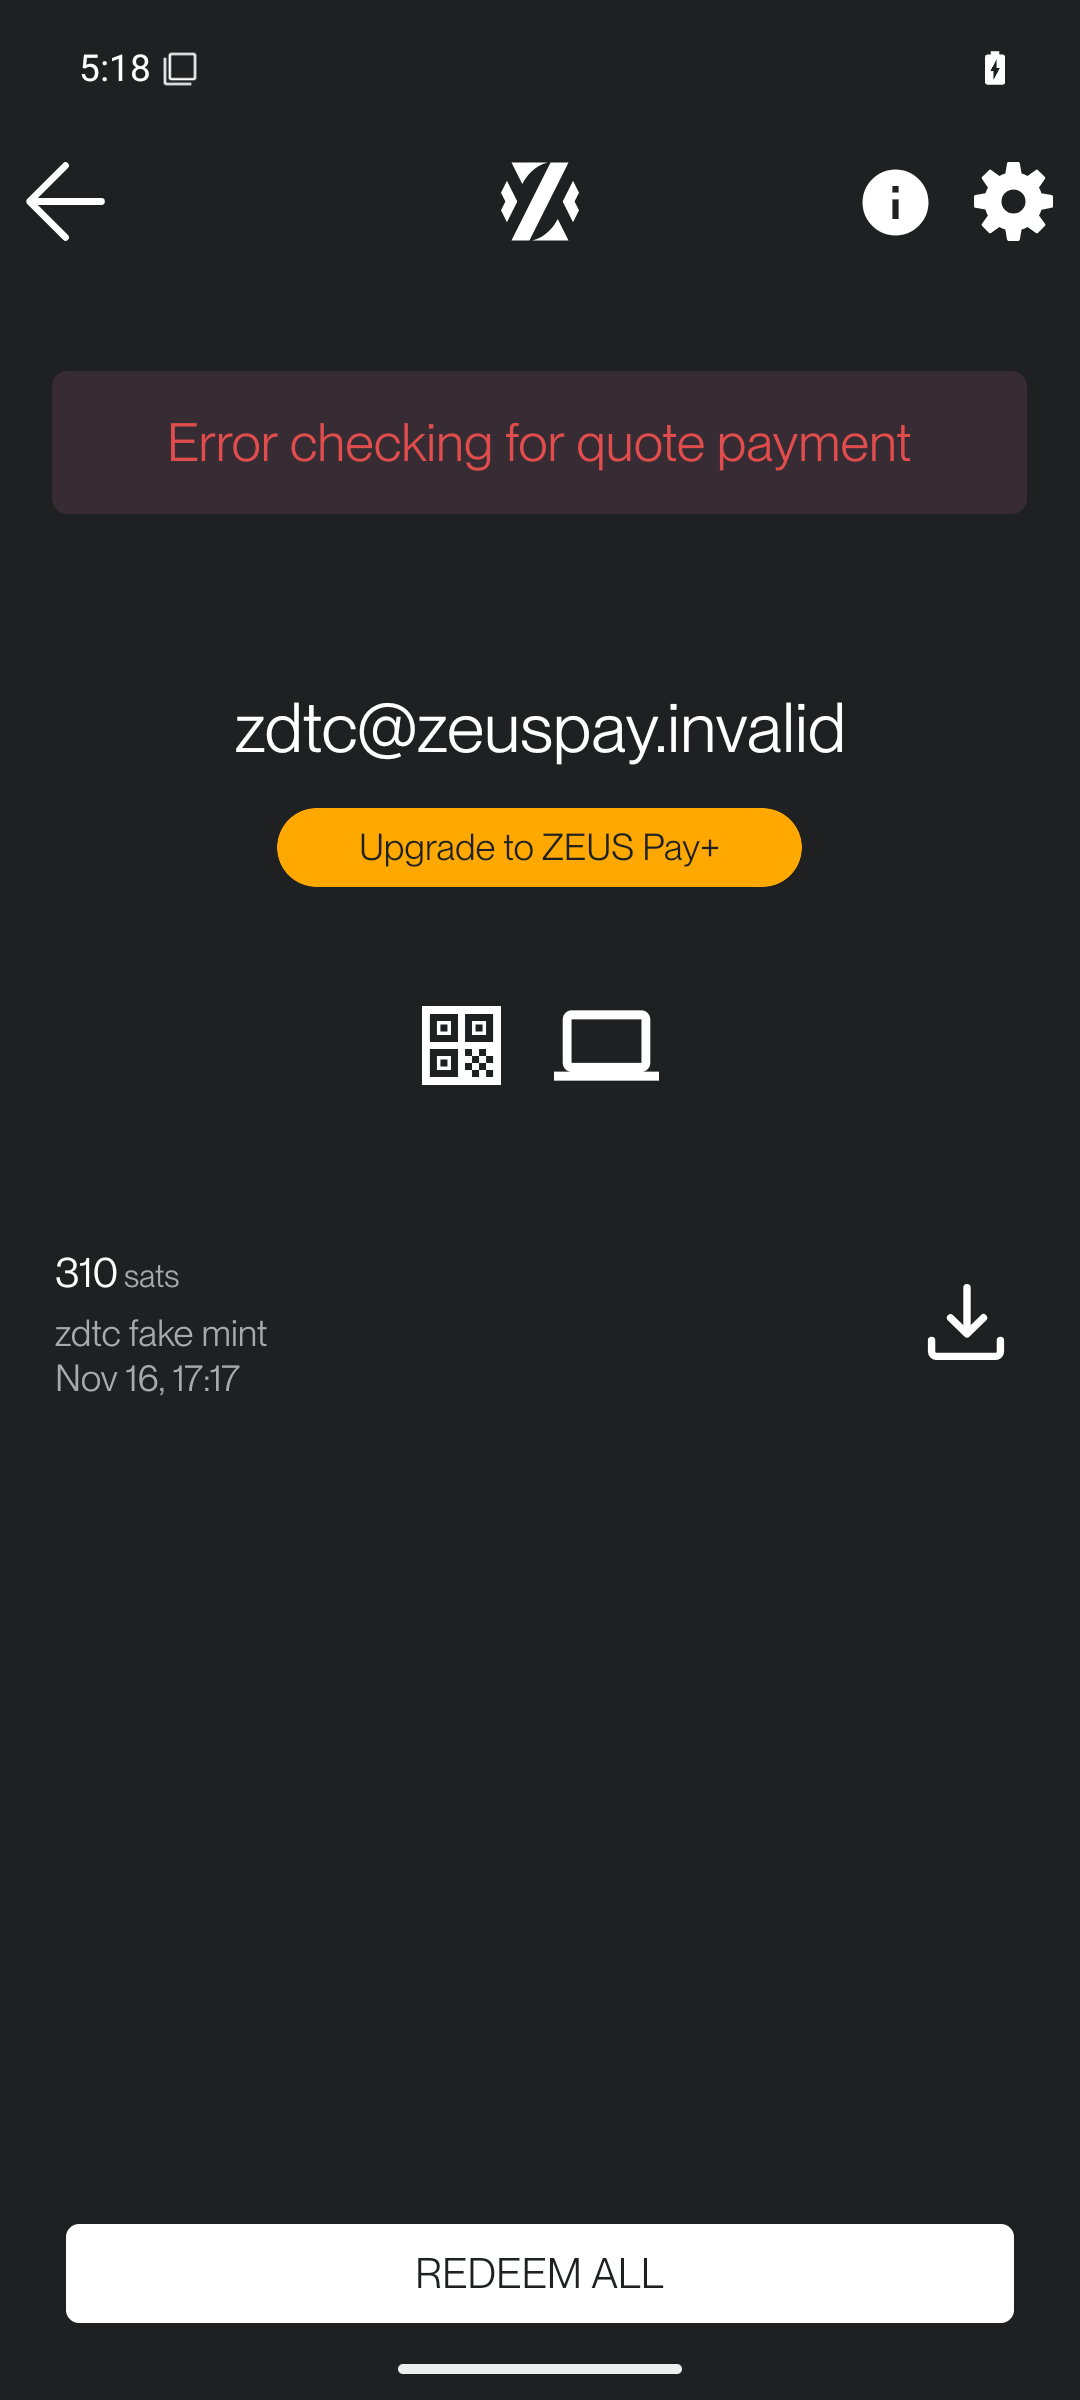 5:18
Error checking for quote payment
zdtc@zeuspay.invalid
Upgrade to ZEUS Pay+
310 sats
zdtc fake mint
Nov 16, 17:17
REDEEM ALL